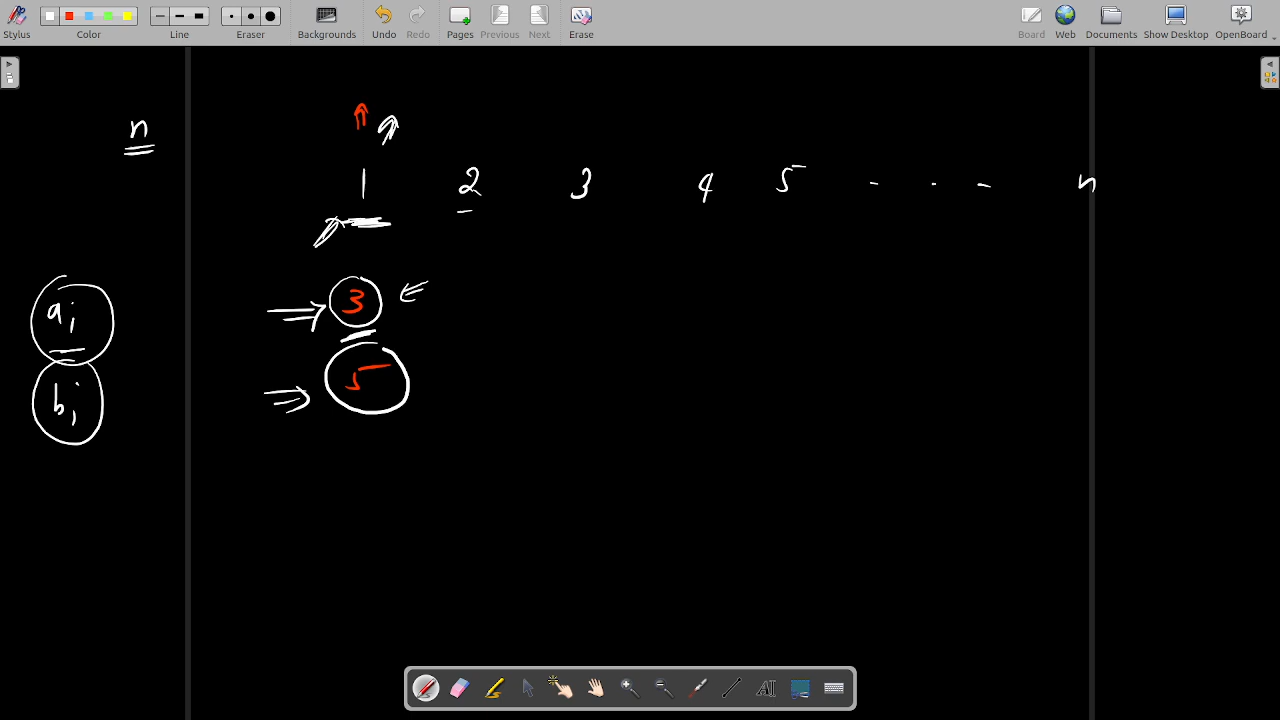 Stylus Color Line Eraser Backgrounds Undo Redo Pages Previous Next Erase Board Web Documents Show Desktop OpenBoard
n
1 2 3 4 5 - . - n
ai 3
bi 5
AI